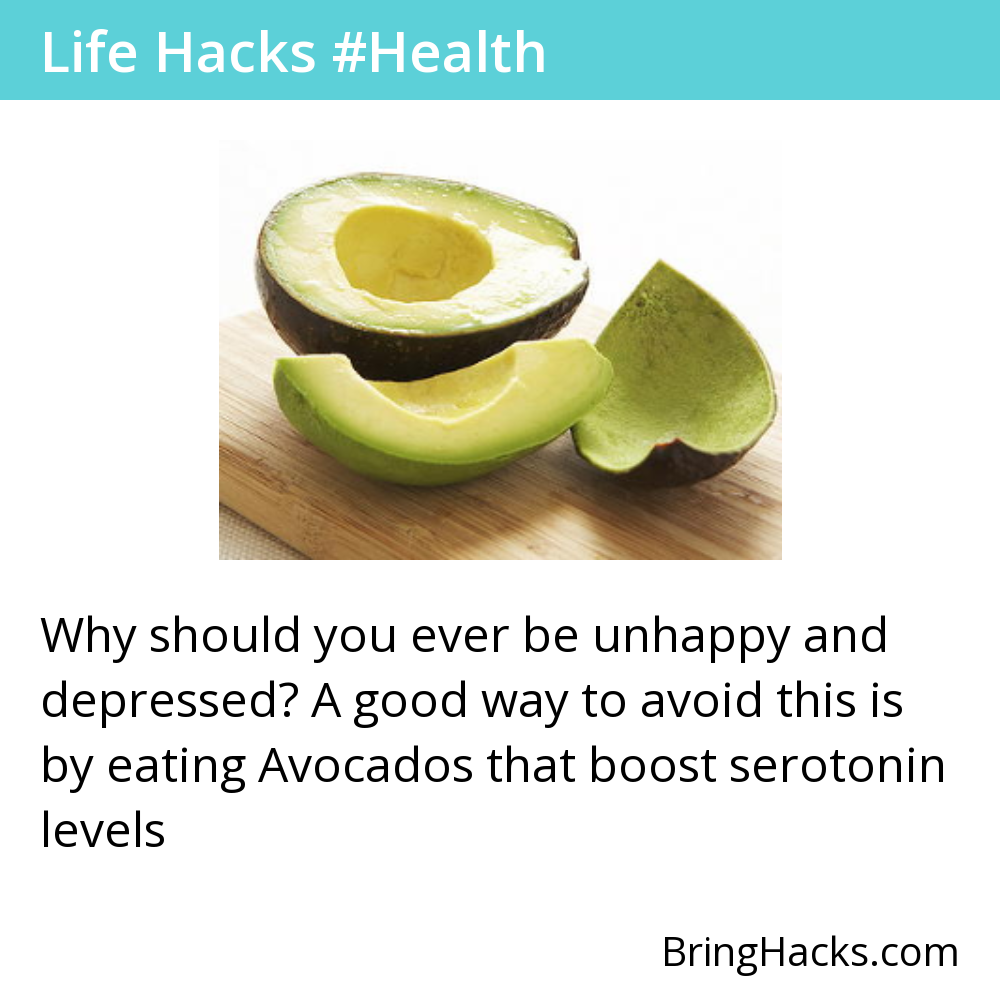 Life Hacks #Health
Why should you ever be unhappy and
depressed? A good way to avoid this is
by eating Avocados that boost serotonin
levels
BringHacks.com